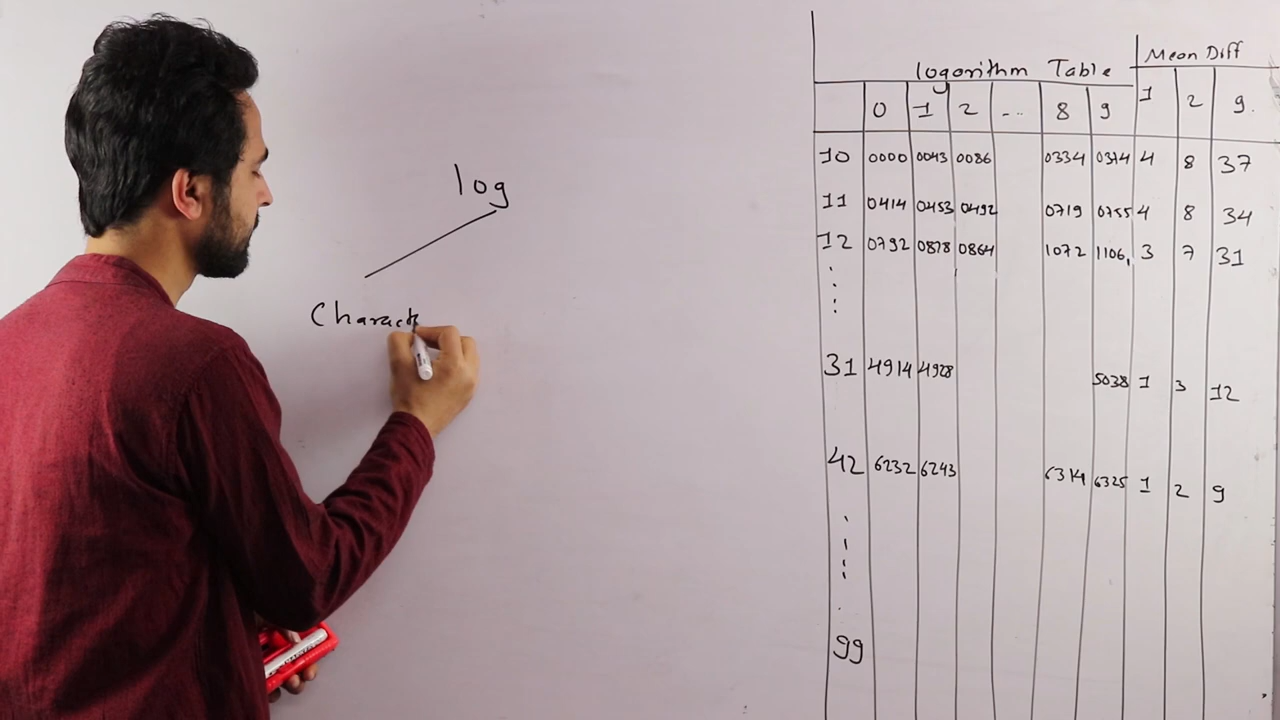 log
Charact
logarithm Table Mean Diff
0 1 2 ... 8 9 1 2 9.
10 0000 0043 0086 0334 0374 4 8 37
11 0414 0453 0492 0719 0755 4 8 34
12 0792 0828 0864 1072 1106, 3 7 31
31 4914 4928 5038 1 3 12
42 6232 6243 6314 6325 1 2 9
99